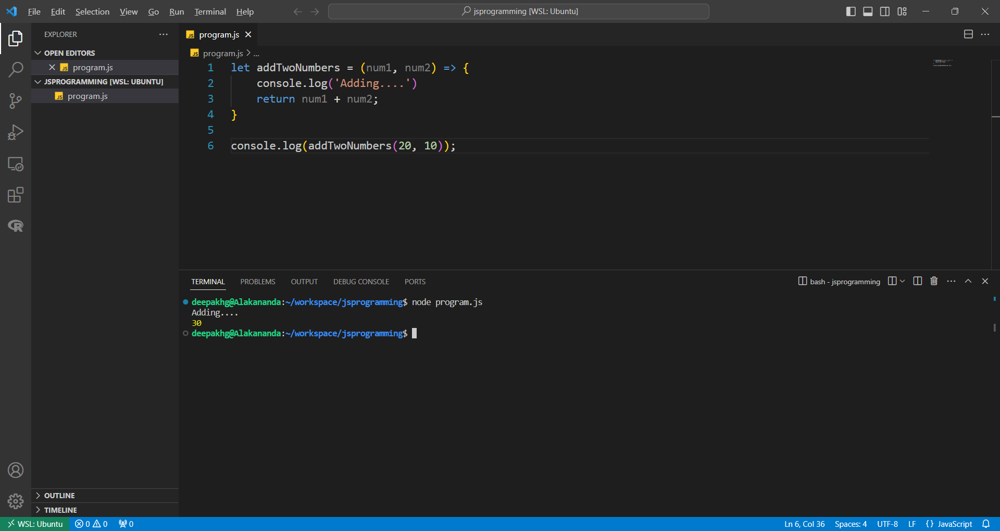 File Edit Selection View Go Run Terminal Help
jsprogramming [WSL: Ubuntu]
EXPLORER
OPEN EDITORS
JS program.js
JSPROGRAMMING [WSL: UBUNTU]
JS program.js
OUTLINE
TIMELINE
JS program.js
JS program.js > ...
1 let addTwoNumbers = (num1, num2) => {
2 console.log('Adding....')
3 return num1 + num2;
4 }
5
6 console.log(addTwoNumbers(20, 10));
TERMINAL PROBLEMS OUTPUT DEBUG CONSOLE PORTS
bash - jsprogramming
deepakhg@Alakananda:~/workspace/jsprogramming$ node program.js
Adding....
30
deepakhg@Alakananda:~/workspace/jsprogramming$
WSL: Ubuntu 0 0 0 Ln 6, Col 36 Spaces: 4 UTF-8 LF {} JavaScript